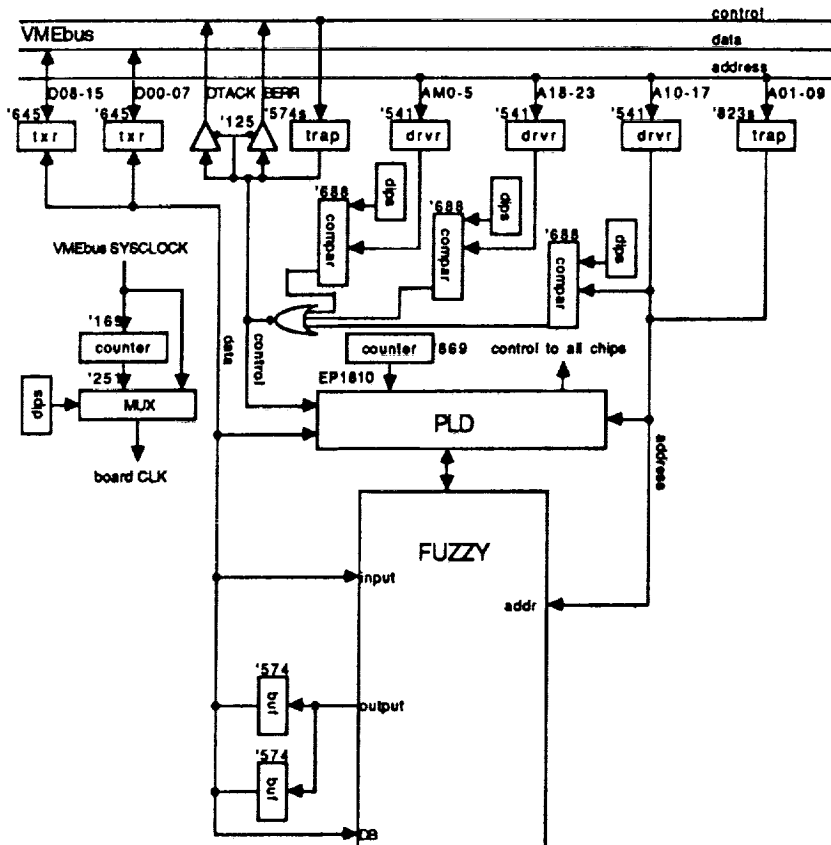 control
VMEbus
data
address
D08-15 D00-07 DTACK BERR AM0-5 A18-23 A10-17 A01-09
'645 '645 '125 '574s '541 '541 '541 '823s
txr txr trap drvr drvr drvr trap
'688 dips
compar
'688 dips
compar
'688 dips
compar
VMEbus SYSCLOCK
'169
counter
'251
dips
MUX
board CLK
data
control
counter '869
control to all chips
EP1810
PLD
address
FUZZY
input
addr
'574
buf
output
'574
buf
DB